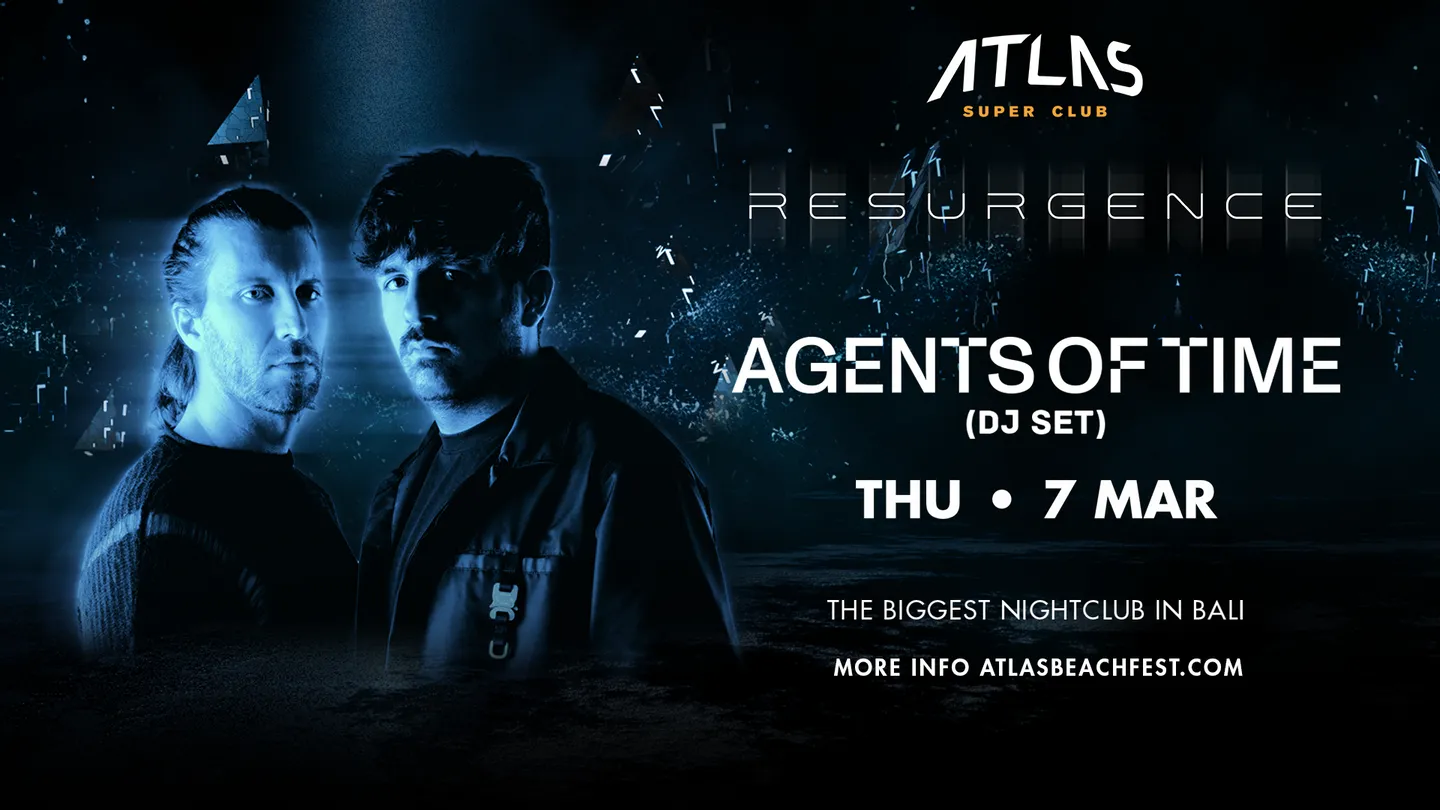 ATLAS
SUPER CLUB
RESURGENCE
AGENTS OF TIME
(DJ SET)
THU • 7 MAR
THE BIGGEST NIGHTCLUB IN BALI
MORE INFO ATLASBEACHFEST.COM